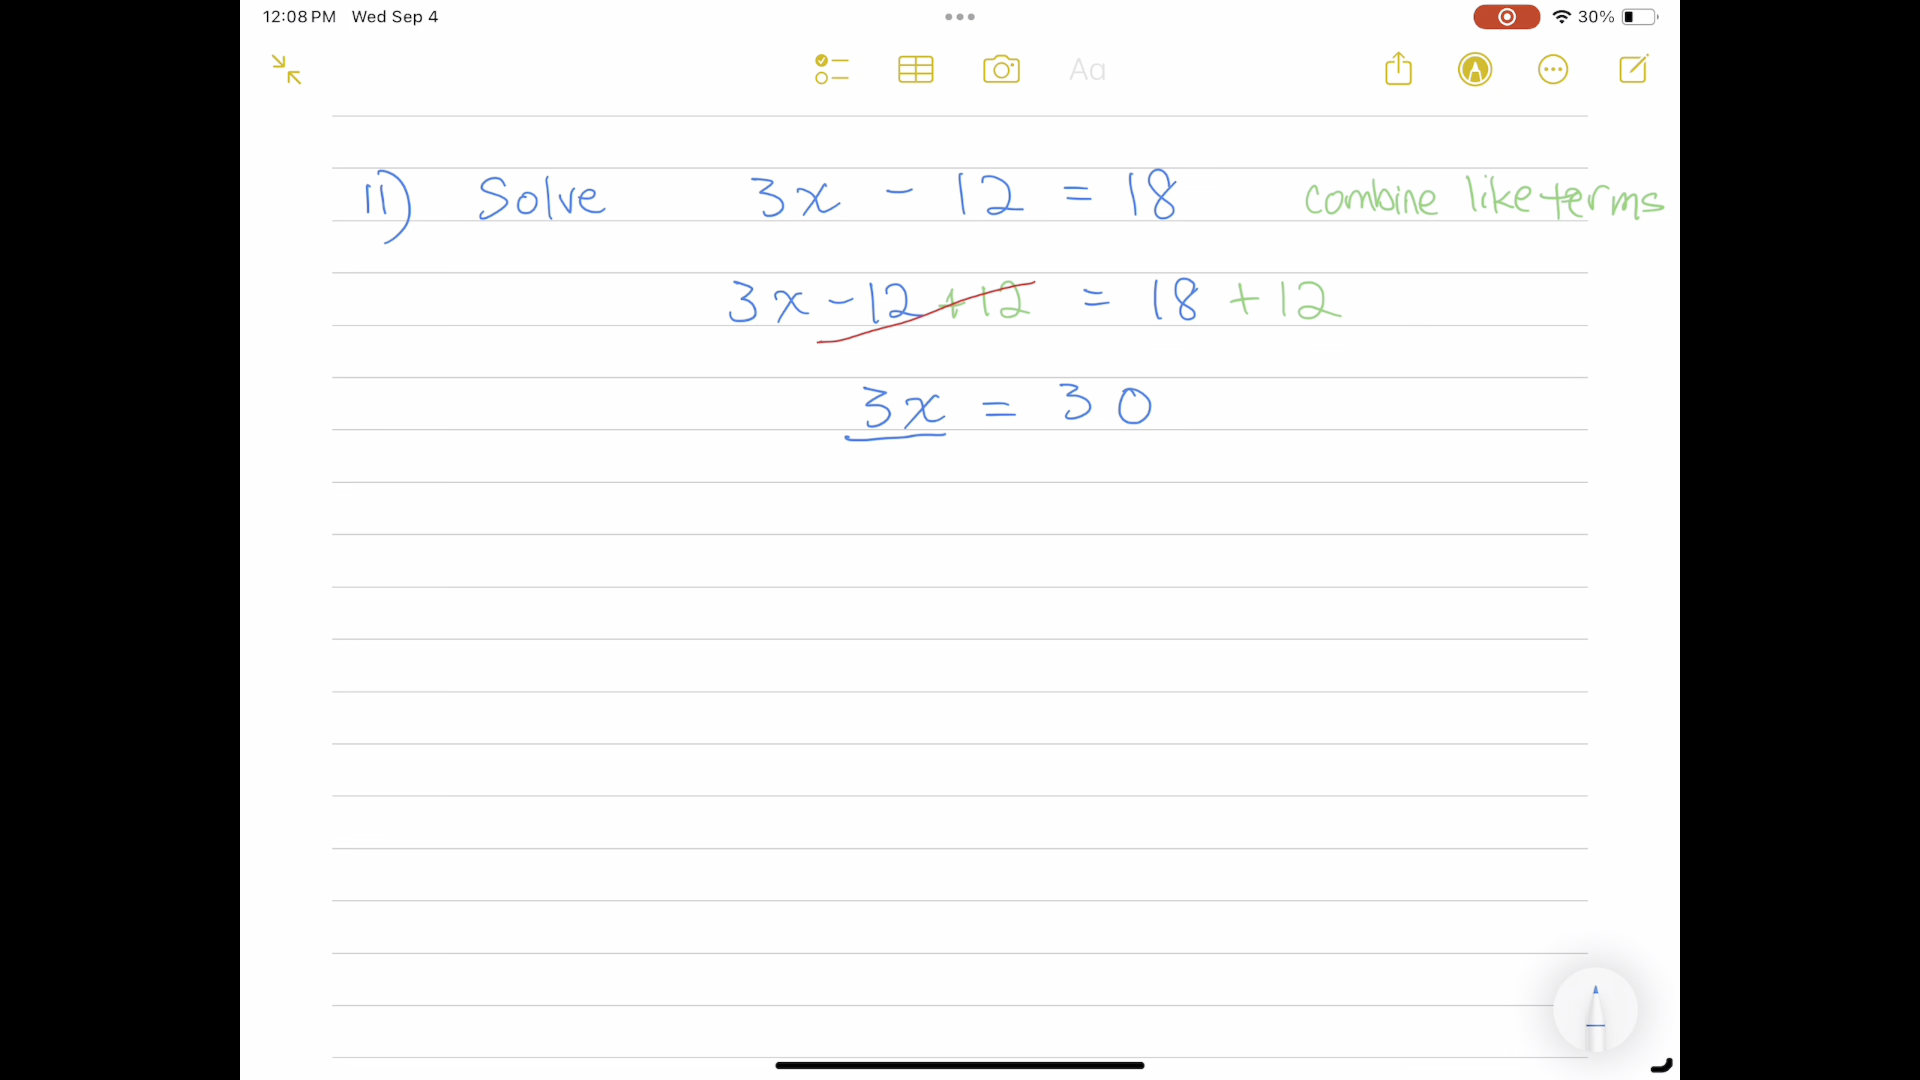 12:08 PM Wed Sep 4
30%
Aa
11) Solve 3x - 12 = 18 combine like terms
3x - 12 + 12 = 18 + 12
3x = 30